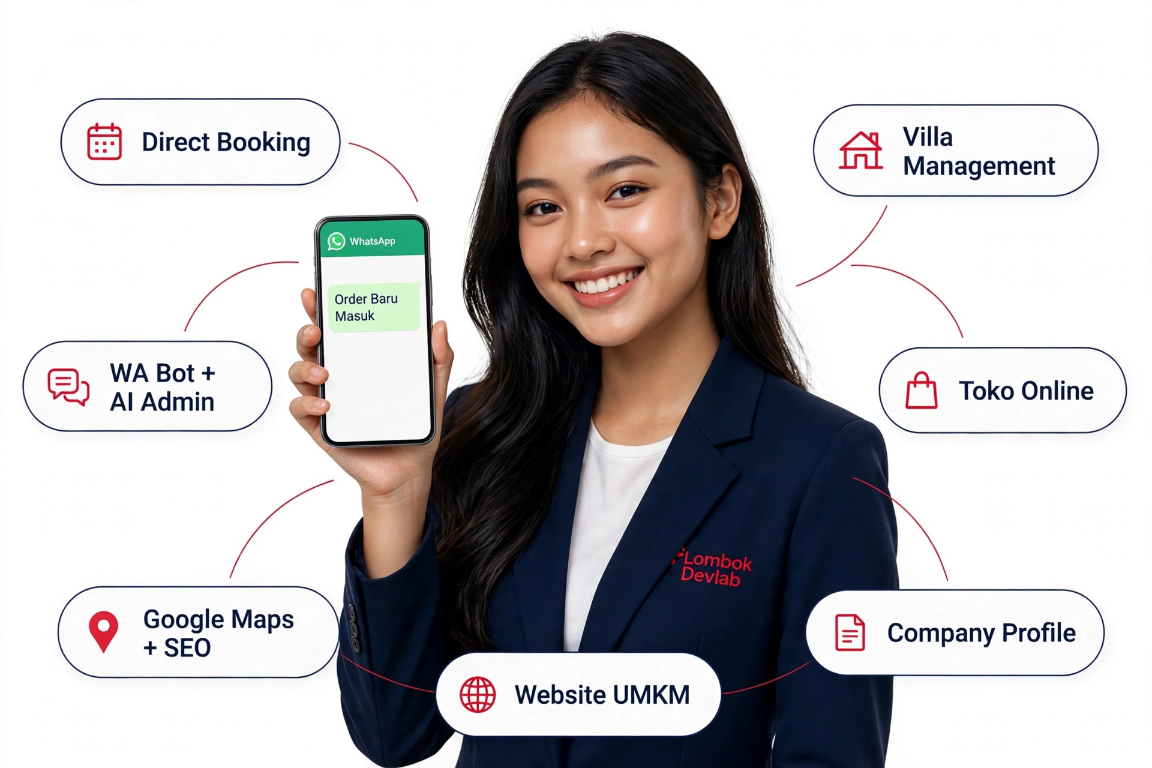 Direct Booking
Villa
Management
WhatsApp
Order Baru
Masuk
WA Bot +
AI Admin
Toko Online
Lombok
Devlab
Google Maps
+ SEO
Company Profile
Website UMKM